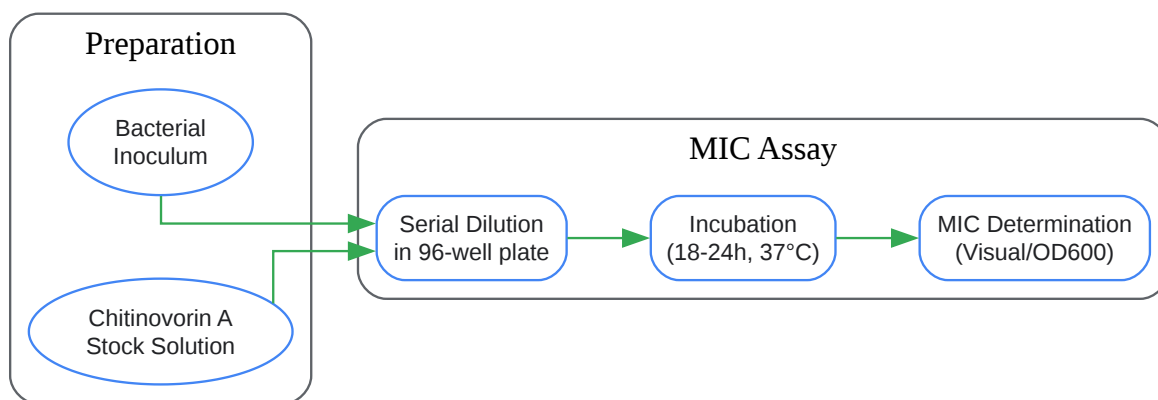 Preparation
Bacterial
Inoculum
Chitinovorin A
Stock Solution
MIC Assay
Serial Dilution
in 96-well plate
Incubation
(18-24h, 37°C)
MIC Determination
(Visual/OD600)